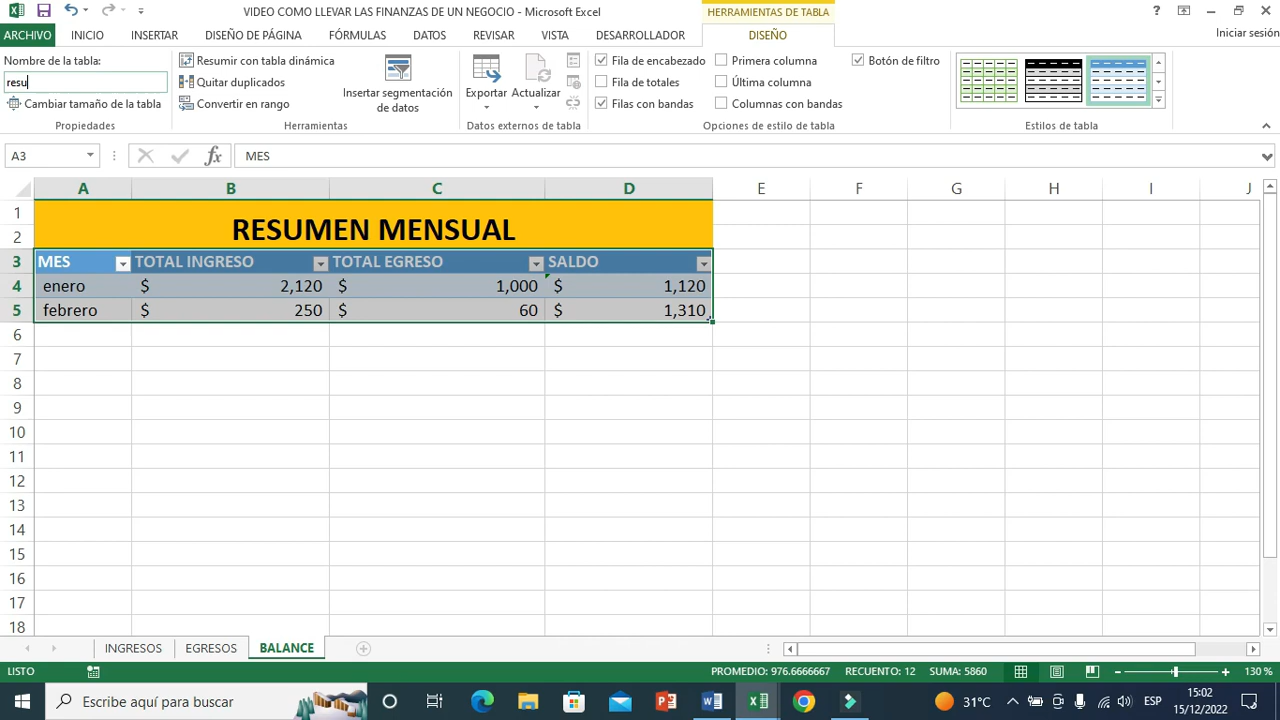 VIDEO COMO LLEVAR LAS FINANZAS DE UN NEGOCIO - Microsoft Excel
HERRAMIENTAS DE TABLA
?
ARCHIVO INICIO INSERTAR DISEÑO DE PÁGINA FÓRMULAS DATOS REVISAR VISTA DESARROLLADOR DISEÑO Iniciar sesión
Nombre de la tabla:
resu
Cambiar tamaño de la tabla
Propiedades
Resumir con tabla dinámica
Quitar duplicados
Convertir en rango
Insertar segmentación
de datos
Herramientas
Exportar Actualizar
Datos externos de tabla
Fila de encabezado Primera columna Botón de filtro
Fila de totales Última columna
Filas con bandas Columnas con bandas
Opciones de estilo de tabla
Estilos de tabla
A3 fx MES
A B C D E F G H I J
1
2 RESUMEN MENSUAL
3 MES TOTAL INGRESO TOTAL EGRESO SALDO
4 enero $ 2,120 $ 1,000 $ 1,120
5 febrero $ 250 $ 60 $ 1,310
6
7
8
9
10
11
12
13
14
15
16
17
18
INGRESOS EGRESOS BALANCE
LISTO PROMEDIO: 976.6666667 RECUENTO: 12 SUMA: 5860 130 %
Escribe aquí para buscar 31°C ESP 15:02
15/12/2022